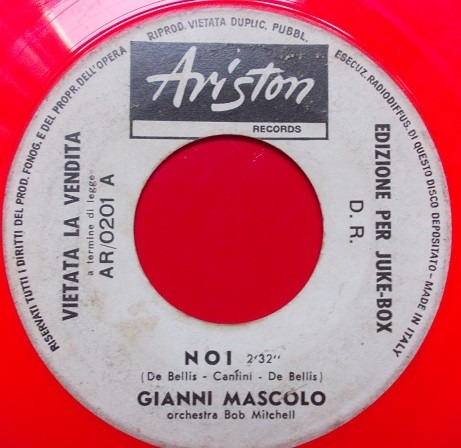 RISERVATI TUTTI I DIRITTI DEL PROD. FONOG. E DEL PROPR. DELL'OPERA RIPROD. VIETATA DUPLIC. PUBBL. ESECUZ. RADIODIFFUS. DI QUESTO DISCO DEPOSITATO - MADE IN ITALY
Ariston
RECORDS
VIETATA LA VENDITA
a termine di legge
AR/0201 A
EDIZIONE PER JUKE-BOX
D. R.
NOI 2'32"
(De Bellis - Canfini - De Bellis)
GIANNI MASCOLO
orchestra Bob Mitchell